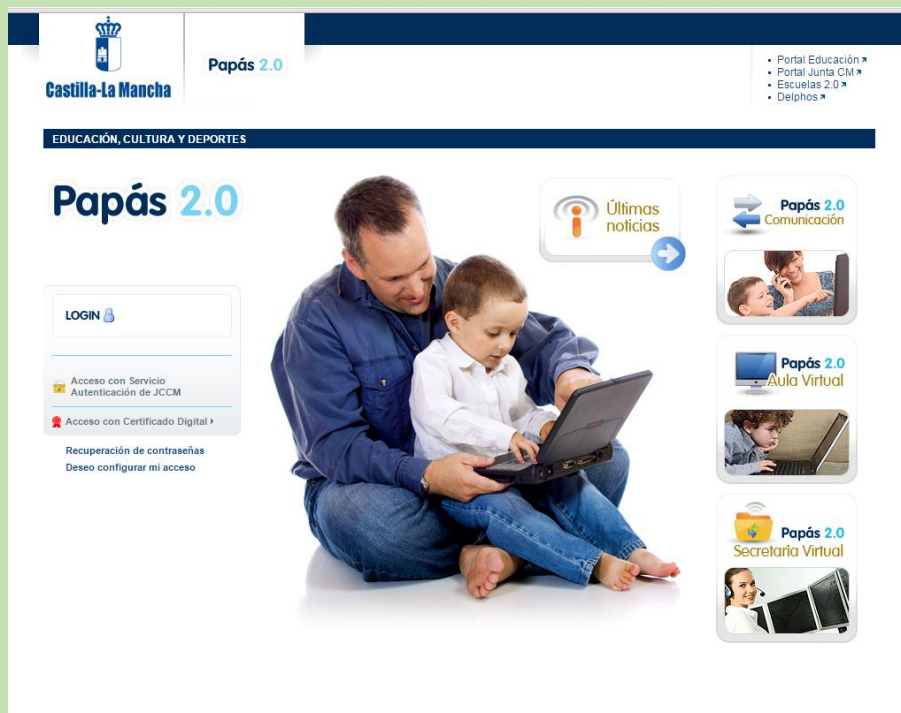 Castilla-La Mancha
Papás 2.0
Portal Educación
Portal Junta CM
Escuelas 2.0
Delphos
EDUCACIÓN, CULTURA Y DEPORTES
Papás 2.0
LOGIN
Acceso con Servicio
Autenticación de JCCM
Acceso con Certificado Digital
Recuperación de contraseñas
Deseo configurar mi acceso
Últimas
noticias
Papás 2.0
Comunicación
Papás 2.0
Aula Virtual
Papás 2.0
Secretaría Virtual